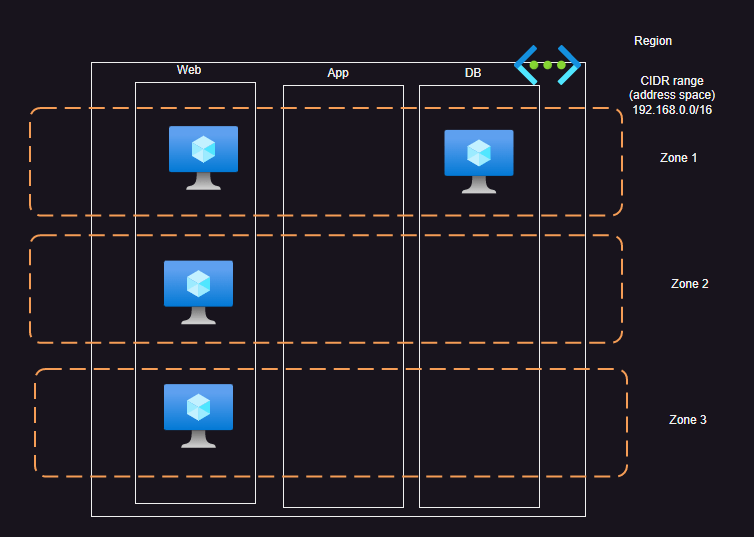 Region
Web
App
DB
CIDR range
(address space)
192.168.0.0/16
Zone 1
Zone 2
Zone 3